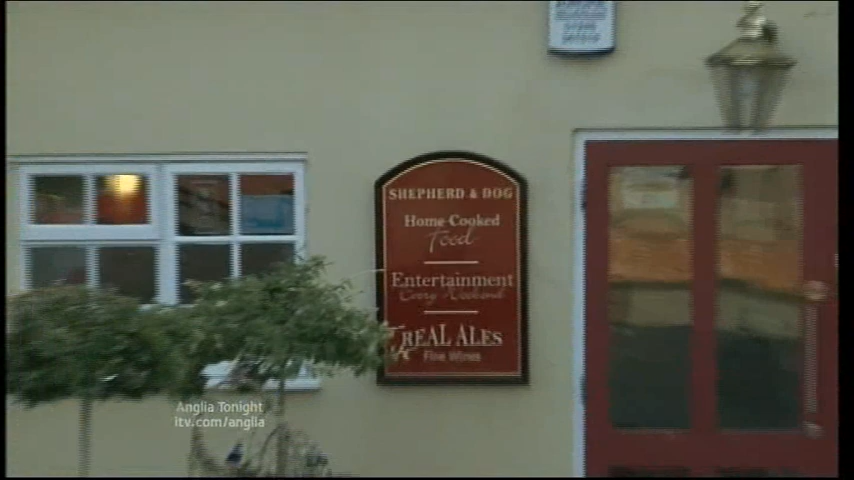 SHEPHERD & DOG
Home Cooked
Food
Entertainment
Every Weekend
REAL ALES
Fine Wines
Anglia Tonight
itv.com/anglia